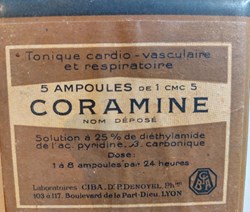 Tonique cardio-vasculaire
et respiratoire
5 AMPOULES DE 1 CMC 5
CORAMINE
NOM DÉPOSÉ
Solution à 25 % de diéthylamide
de l'ac. pyridine β. carbonique
Dose:
1 à 8 ampoules par 24 heures
CIBA
Laboratoires CIBA, Dr P. DENOYEL, Phen
103 à 117, Boulevard de la Part-Dieu, LYON